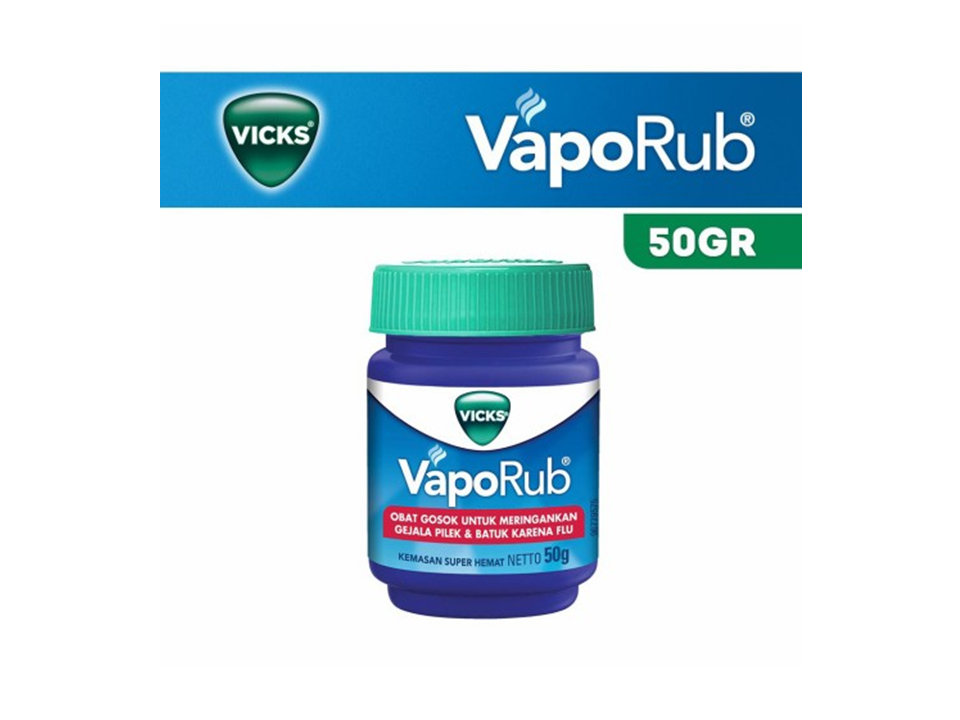 VICKS®
VapoRub®
50GR
VICKS®
VapoRub®
OBAT GOSOK UNTUK MERINGANKAN
GEJALA PILEK & BATUK KARENA FLU
KEMASAN SUPER HEMAT NETTO 50g